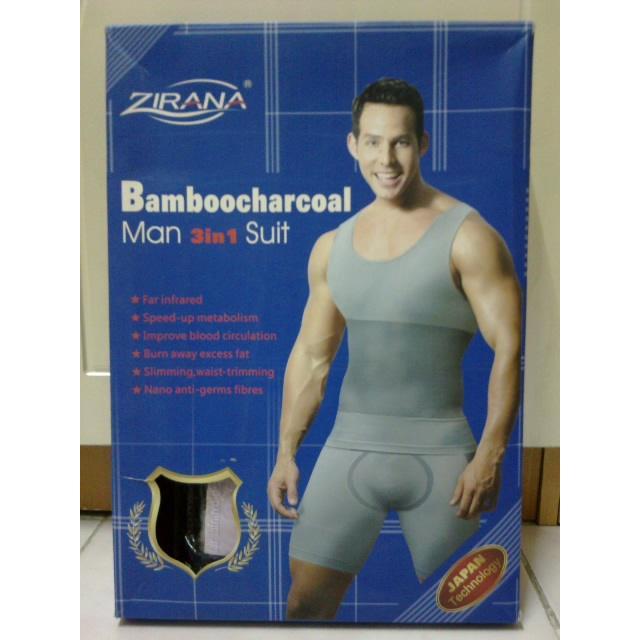 ZIRANA®
Bamboocharcoal
Man 3in1 Suit
★ Far infrared
★ Speed-up metabolism
★ Improve blood circulation
★ Burn away excess fat
★ Slimming,waist-trimming
★ Nano anti-germs fibres
JAPAN
Technology